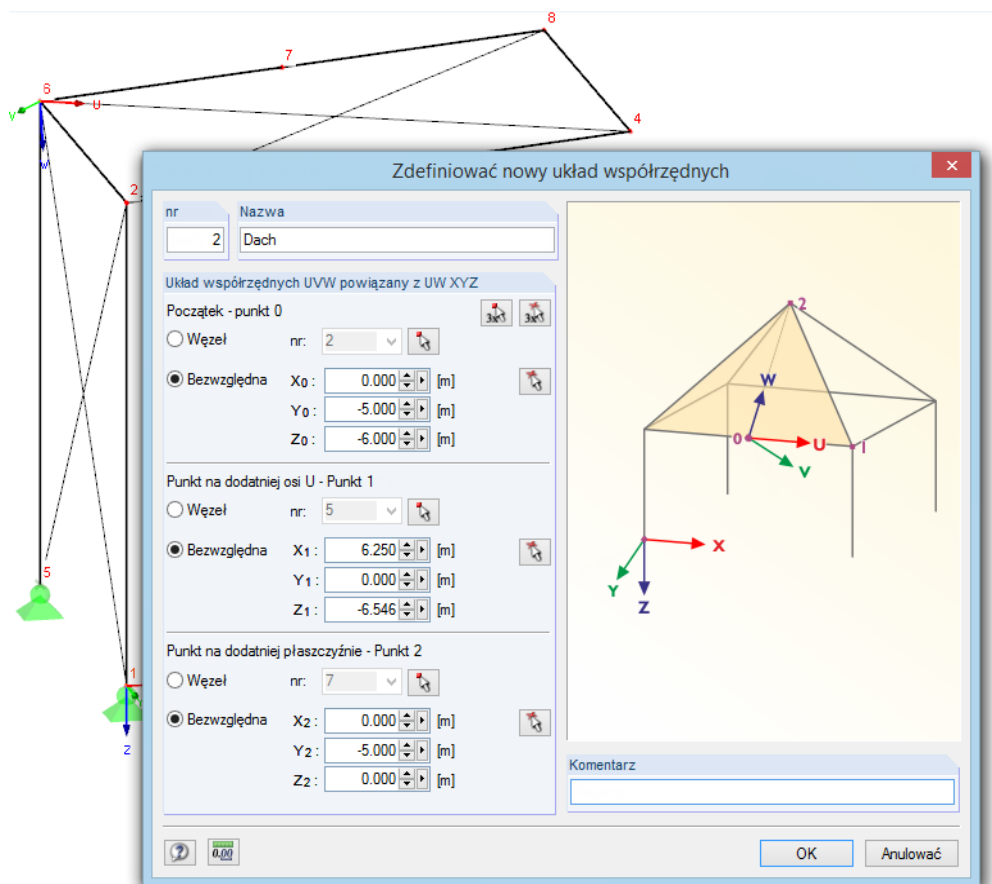 8
7
6
V U
W
4
2
5
1
Z
Zdefiniować nowy układ współrzędnych
nr Nazwa
2 Dach
Układ współrzędnych UVW powiązany z UW XYZ
Początek - punkt 0
3x 3x
Węzeł nr: 2
Bezwzględna X0 : 0.000 [m]
Y0 : -5.000 [m]
Z0 : -6.000 [m]
Punkt na dodatniej osi U - Punkt 1
Węzeł nr: 5
Bezwzględna X1 : 6.250 [m]
Y1 : 0.000 [m]
Z1 : -6.546 [m]
Punkt na dodatniej płaszczyźnie - Punkt 2
Węzeł nr: 7
Bezwzględna X2 : 0.000 [m]
Y2 : -5.000 [m]
Z2 : 0.000 [m]
2
W
0 U 1
V
X
Y
Z
Komentarz
0.00
OK Anulować